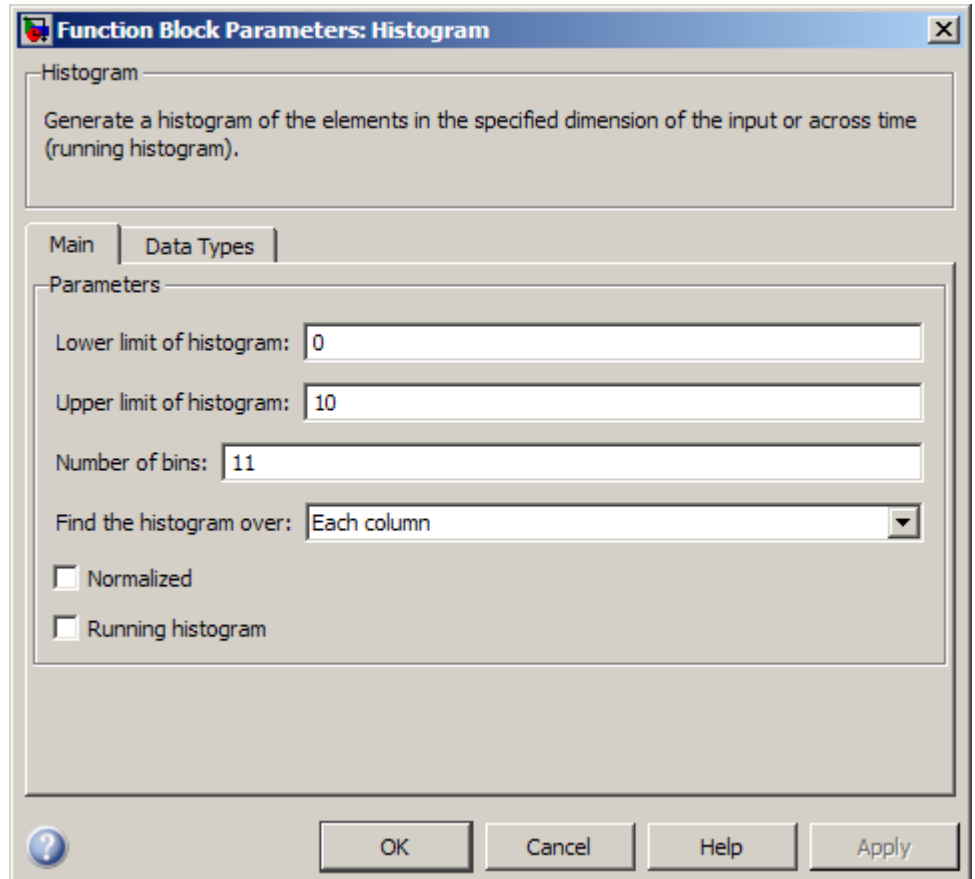 Function Block Parameters: Histogram
Histogram
Generate a histogram of the elements in the specified dimension of the input or across time
(running histogram).
Main
Data Types
Parameters
Lower limit of histogram: 0
Upper limit of histogram: 10
Number of bins: 11
Find the histogram over: Each column
Normalized
Running histogram
? OK Cancel Help Apply